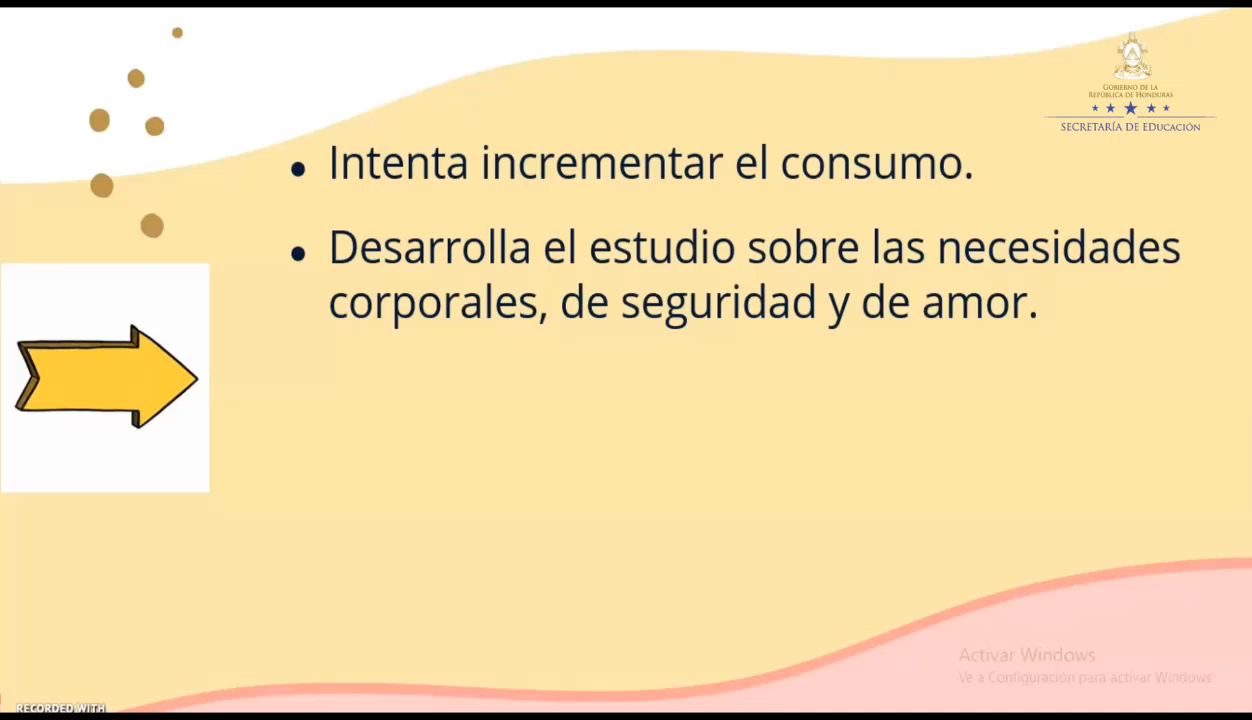 GOBIERNO DE LA
REPÚBLICA DE HONDURAS
SECRETARÍA DE EDUCACIÓN
• Intenta incrementar el consumo.
• Desarrolla el estudio sobre las necesidades
corporales, de seguridad y de amor.
Activar Windows
Ve a Configuración para activar Windows.
RECORDED WITH